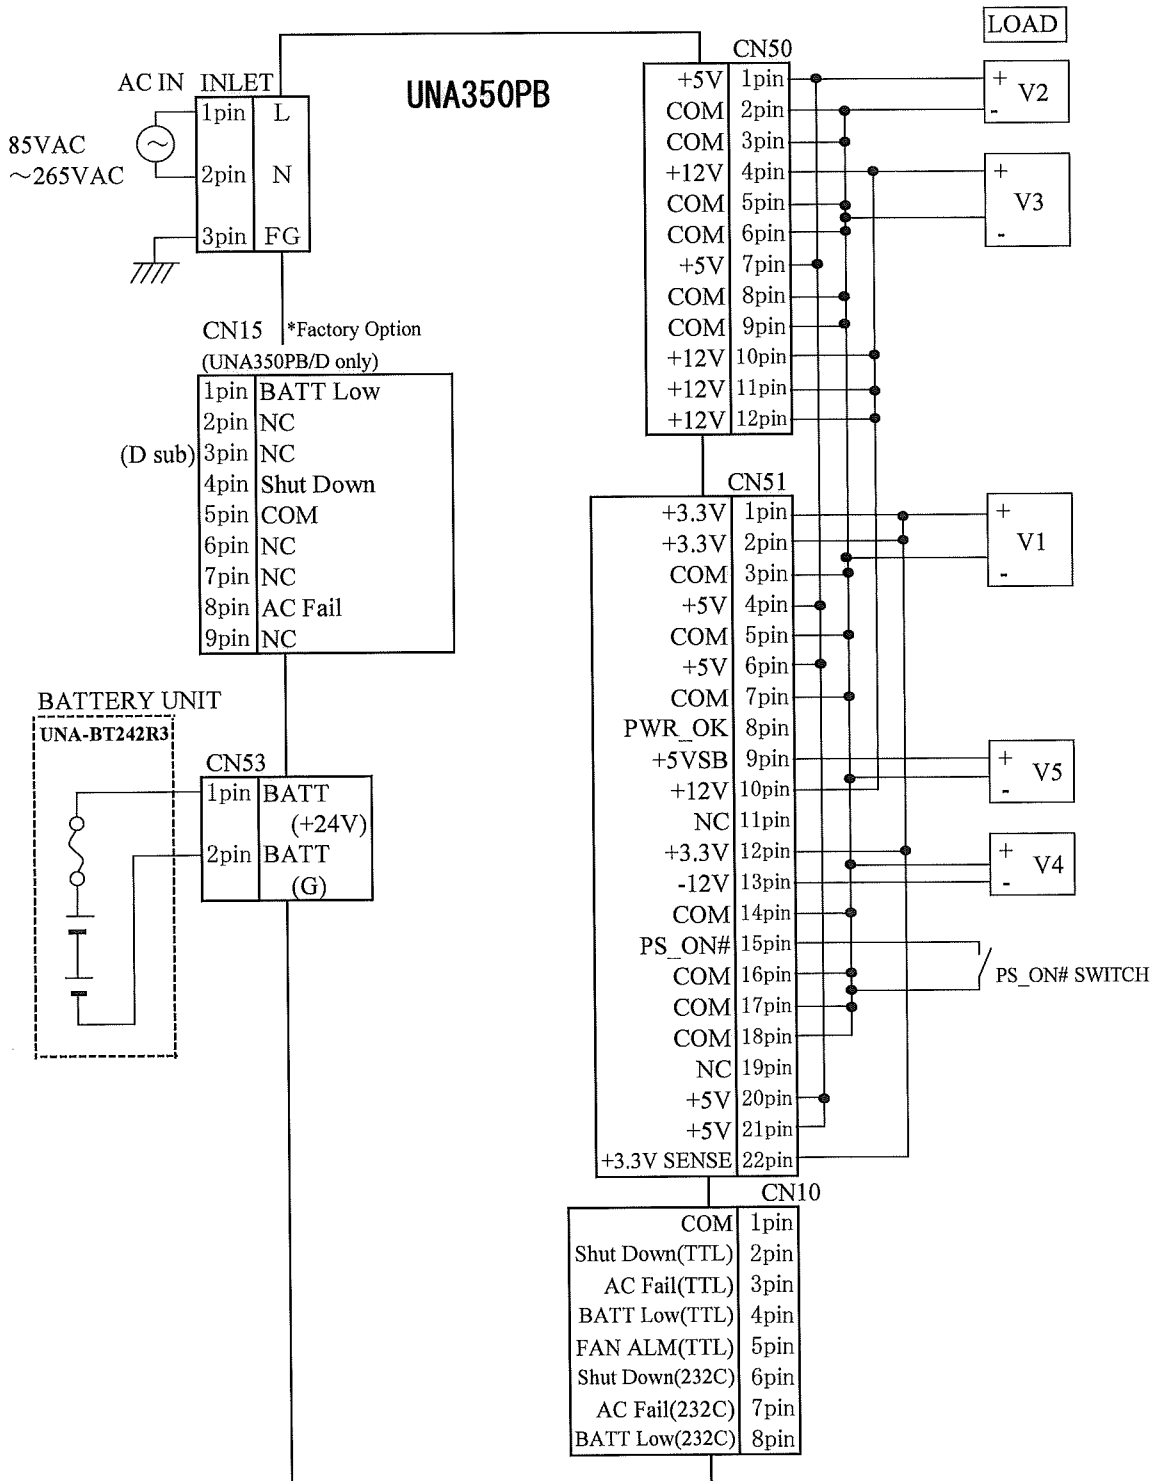 LOAD
UNA350PB
AC IN INLET
85VAC
～265VAC
1pin L
2pin N
3pin FG
CN15 *Factory Option
(UNA350PB/D only)
(D sub)
1pin BATT Low
2pin NC
3pin NC
4pin Shut Down
5pin COM
6pin NC
7pin NC
8pin AC Fail
9pin NC
BATTERY UNIT
UNA-BT242R3
CN53
1pin BATT
(+24V)
2pin BATT
(G)
CN50
+5V 1pin
COM 2pin
COM 3pin
+12V 4pin
COM 5pin
COM 6pin
+5V 7pin
COM 8pin
COM 9pin
+12V 10pin
+12V 11pin
+12V 12pin
+ V2
-
+
V3
-
CN51
+3.3V 1pin
+3.3V 2pin
COM 3pin
+5V 4pin
COM 5pin
+5V 6pin
COM 7pin
PWR_OK 8pin
+5VSB 9pin
+12V 10pin
NC 11pin
+3.3V 12pin
-12V 13pin
COM 14pin
PS_ON# 15pin
COM 16pin
COM 17pin
COM 18pin
NC 19pin
+5V 20pin
+5V 21pin
+3.3V SENSE 22pin
+
V1
-
+ V5
-
+ V4
-
PS_ON# SWITCH
CN10
COM 1pin
Shut Down(TTL) 2pin
AC Fail(TTL) 3pin
BATT Low(TTL) 4pin
FAN ALM(TTL) 5pin
Shut Down(232C) 6pin
AC Fail(232C) 7pin
BATT Low(232C) 8pin